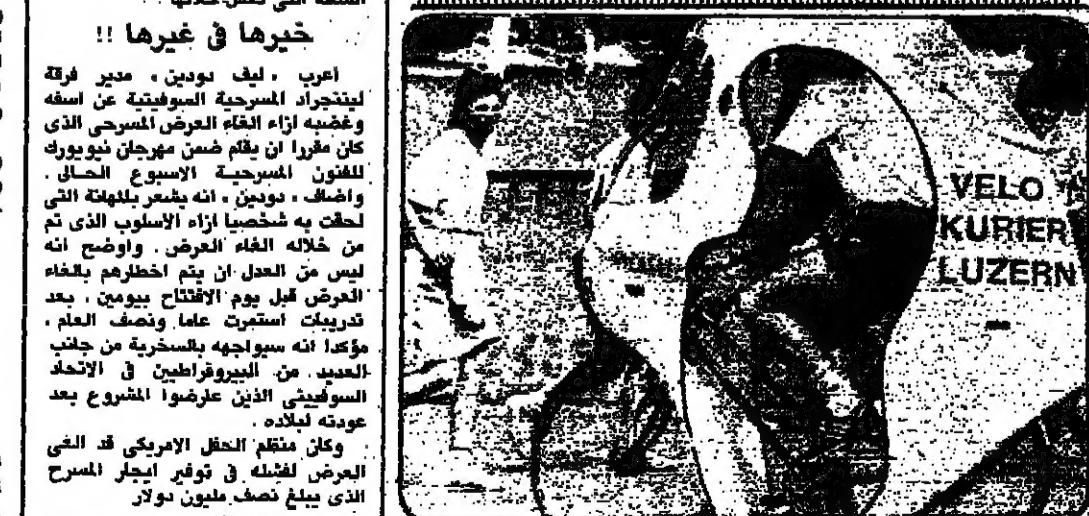 خيرها فى غيرها !!
أعرب « ليف دودين » مدير فرقة
ليننجراد المسرحية السوفيتية عن اسفه
وغضبه ازاء الغاء العرض المسرحى الذى
كان مقررا ان يقام ضمن مهرجان نيويورك
للفنون المسرحية الاسبوع الحالى .
وأضاف « دودين » انه يشعر بالمهانة التى
لحقت به شخصيا ازاء الاسلوب الذى تم
من خلاله الغاء العرض . واوضح انه
ليس من العدل ان يتم اخطارهم بالغاء
العرض قبل يوم الافتتاح بيومين ، بعد
تدريبات استمرت عاما ونصف العام ،
مؤكدا انه سيواجهه بالسخرية من جانب
العديد من البيروقراطيين فى الاتحاد
السوفييتى الذين عارضوا المشروع بعد
عودته لبلاده .
وكان منظم الحفل الامريكى قد الغى
العرض لفشله فى توفير ايجار المسرح
الذى يبلغ نصف مليون دولار
VELO
KURIER
LUZERN